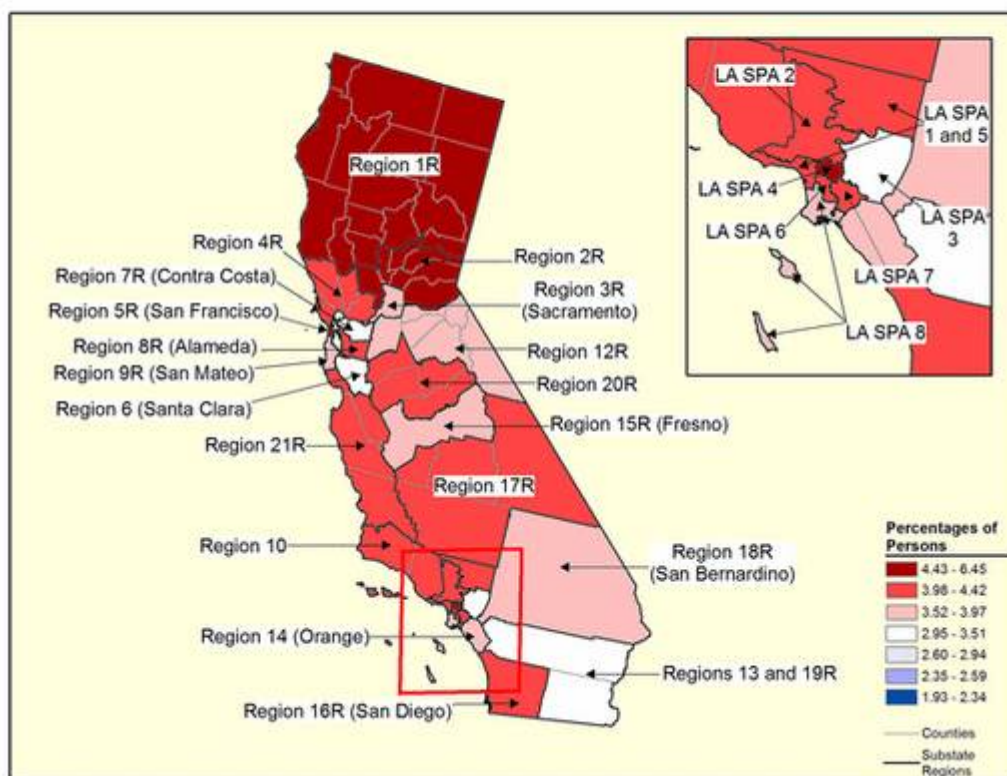 Region 1R
Region 4R
Region 7R (Contra Costa)
Region 5R (San Francisco)
Region 8R (Alameda)
Region 9R (San Mateo)
Region 6 (Santa Clara)
Region 21R
Region 10
Region 14 (Orange)
Region 16R (San Diego)
Region 2R
Region 3R
(Sacramento)
Region 12R
Region 20R
Region 15R (Fresno)
Region 17R
Region 18R
(San Bernardino)
Regions 13 and 19R
LA SPA 2
LA SPA
1 and 5
LA SPA 4
LA SPA 6
LA SPA
3
LA SPA 7
LA SPA 8
Percentages of
Persons
4.43 - 6.45
3.98 - 4.42
3.52 - 3.97
2.95 - 3.51
2.60 - 2.94
2.35 - 2.59
1.93 - 2.34
Counties
Substate
Regions